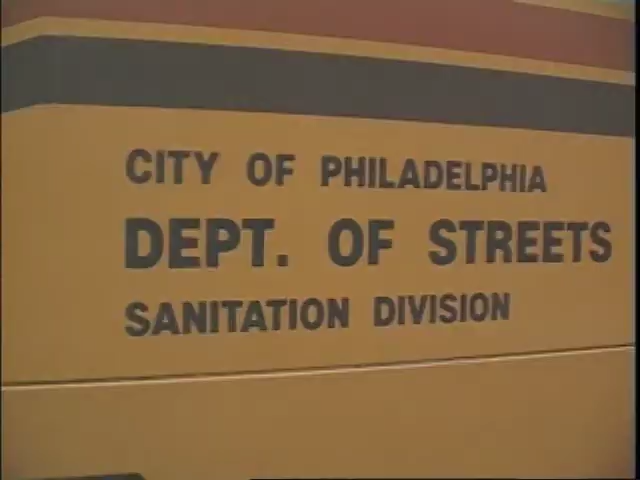 CITY OF PHILADELPHIA
DEPT. OF STREETS
SANITATION DIVISION